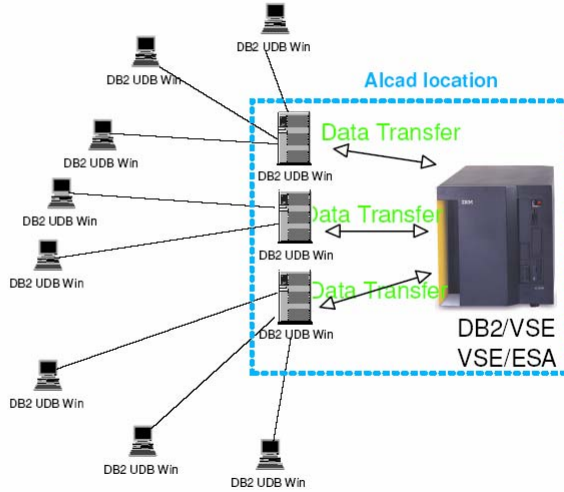 DB2 UDB Win
DB2 UDB Win
Alcad location
DB2 UDB Win
Data Transfer
DB2 UDB Win
DB2 UDB Win
Data Transfer
IBM
DB2 UDB Win
DB2 UDB Win
Data Transfer
DB2/VSE
DB2 UDB Win
VSE/ESA
DB2 UDB Win
DB2 UDB Win
DB2 UDB Win